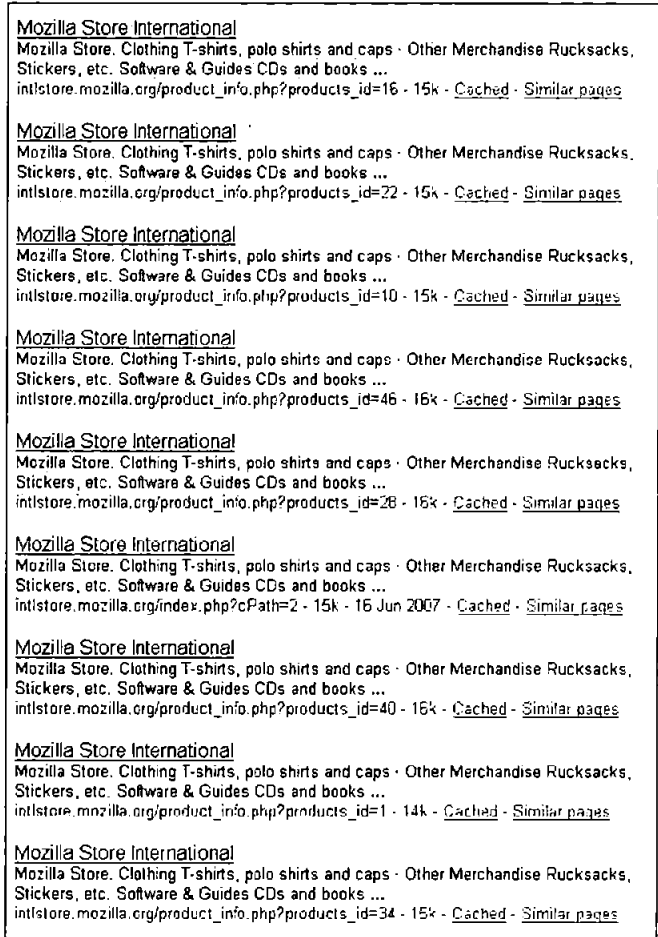 Mozilla Store International
Mozilla Store. Clothing T-shirts, polo shirts and caps · Other Merchandise Rucksacks,
Stickers, etc. Software & Guides CDs and books ...
intlstore.mozilla.org/product_info.php?products_id=16 - 15k - Cached - Similar pages
Mozilla Store International
Mozilla Store. Clothing T-shirts, polo shirts and caps · Other Merchandise Rucksacks,
Stickers, etc. Software & Guides CDs and books ...
intlstore.mozilla.org/product_info.php?products_id=22 - 15k - Cached - Similar pages
Mozilla Store International
Mozilla Store. Clothing T-shirts, polo shirts and caps · Other Merchandise Rucksacks,
Stickers, etc. Software & Guides CDs and books ...
intlstore.mozilla.org/product_info.php?products_id=10 - 15k - Cached - Similar pages
Mozilla Store International
Mozilla Store. Clothing T-shirts, polo shirts and caps · Other Merchandise Rucksacks,
Stickers, etc. Software & Guides CDs and books ...
intlstore.mozilla.org/product_info.php?products_id=46 - 16k - Cached - Similar pages
Mozilla Store International
Mozilla Store. Clothing T-shirts, polo shirts and caps · Other Merchandise Rucksacks,
Stickers, etc. Software & Guides CDs and books ...
intlstore.mozilla.org/product_info.php?products_id=28 - 16k - Cached - Similar pages
Mozilla Store International
Mozilla Store. Clothing T-shirts, polo shirts and caps · Other Merchandise Rucksacks,
Stickers, etc. Software & Guides CDs and books ...
intlstore.mozilla.org/index.php?cPath=2 - 15k - 16 Jun 2007 - Cached - Similar pages
Mozilla Store International
Mozilla Store. Clothing T-shirts, polo shirts and caps · Other Merchandise Rucksacks,
Stickers, etc. Software & Guides CDs and books ...
intlstore.mozilla.org/product_info.php?products_id=40 - 16k - Cached - Similar pages
Mozilla Store International
Mozilla Store. Clothing T-shirts, polo shirts and caps · Other Merchandise Rucksacks,
Stickers, etc. Software & Guides CDs and books ...
intlstore.mozilla.org/product_info.php?products_id=1 - 14k - Cached - Similar pages
Mozilla Store International
Mozilla Store. Clothing T-shirts, polo shirts and caps · Other Merchandise Rucksacks,
Stickers, etc. Software & Guides CDs and books ...
intlstore.mozilla.org/product_info.php?products_id=34 - 15k - Cached - Similar pages